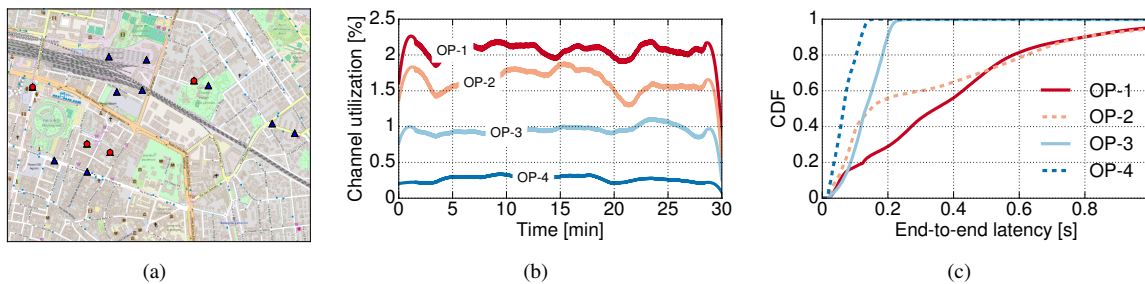 2.5
2
1.5
1
0.5
0
Channel utilization [%]
OP-1
OP-2
OP-3
OP-4
0 5 10 15 20 25 30
Time [min]
1
0.8
0.6
0.4
0.2
0
CDF
OP-1
OP-2
OP-3
OP-4
0 0.2 0.4 0.6 0.8
End-to-end latency [s]
(a)
(b)
(c)